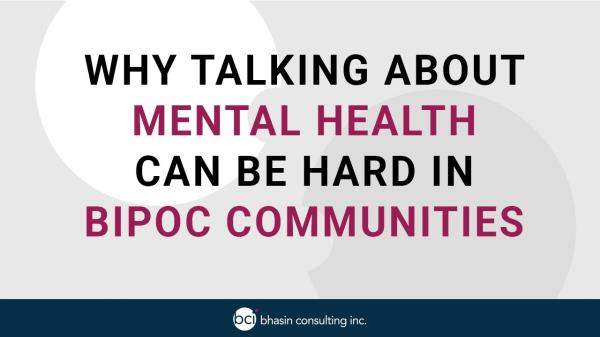 WHY TALKING ABOUT
MENTAL HEALTH
CAN BE HARD IN
BIPOC COMMUNITIES
bci bhasin consulting inc.